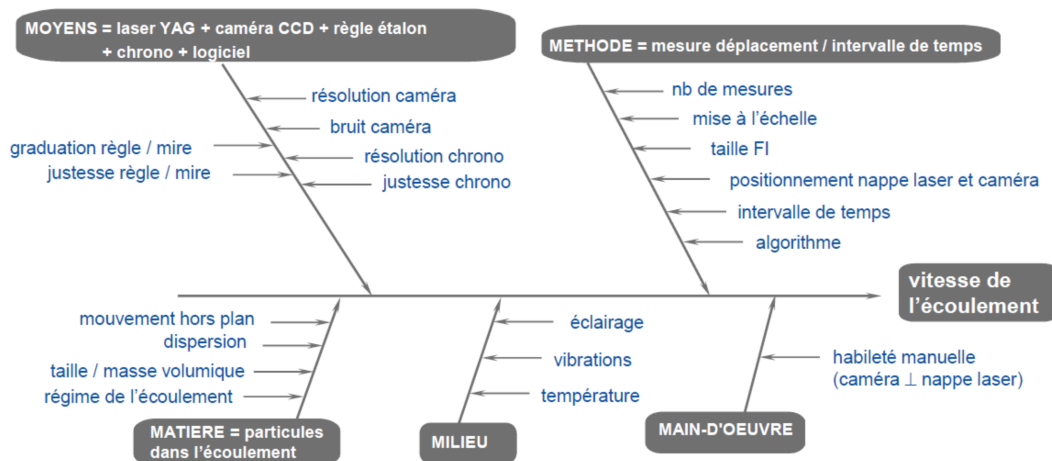 MOYENS = laser YAG + caméra CCD + règle étalon
+ chrono + logiciel
résolution caméra
bruit caméra
graduation règle / mire
résolution chrono
justesse règle / mire
justesse chrono
METHODE = mesure déplacement / intervalle de temps
nb de mesures
mise à l'échelle
taille FI
positionnement nappe laser et caméra
intervalle de temps
algorithme
vitesse de
l'écoulement
mouvement hors plan
dispersion
taille / masse volumique
régime de l'écoulement
MATIERE = particules
dans l'écoulement
éclairage
vibrations
température
MILIEU
habileté manuelle
(caméra ⊥ nappe laser)
MAIN-D'OEUVRE